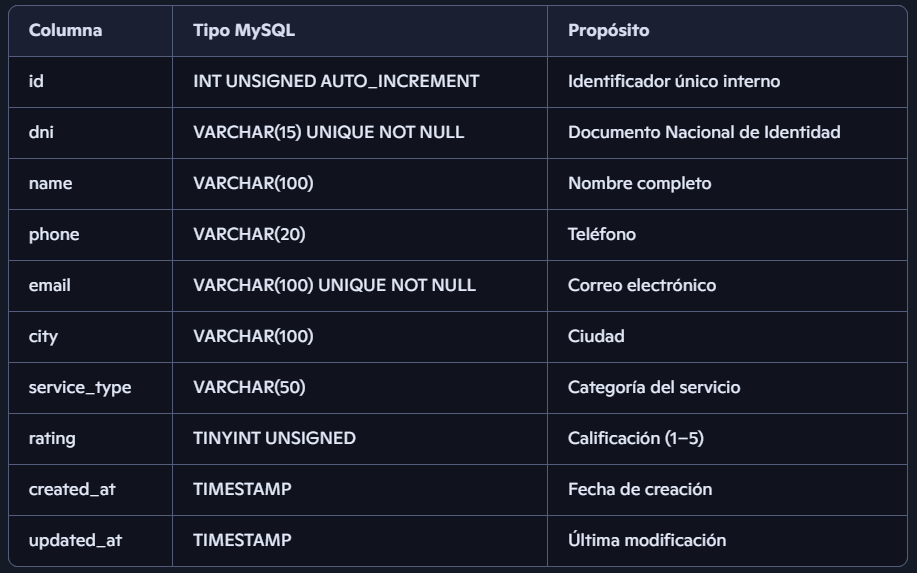 Columna Tipo MySQL Propósito
id INT UNSIGNED AUTO_INCREMENT Identificador único interno
dni VARCHAR(15) UNIQUE NOT NULL Documento Nacional de Identidad
name VARCHAR(100) Nombre completo
phone VARCHAR(20) Teléfono
email VARCHAR(100) UNIQUE NOT NULL Correo electrónico
city VARCHAR(100) Ciudad
service_type VARCHAR(50) Categoría del servicio
rating TINYINT UNSIGNED Calificación (1–5)
created_at TIMESTAMP Fecha de creación
updated_at TIMESTAMP Última modificación